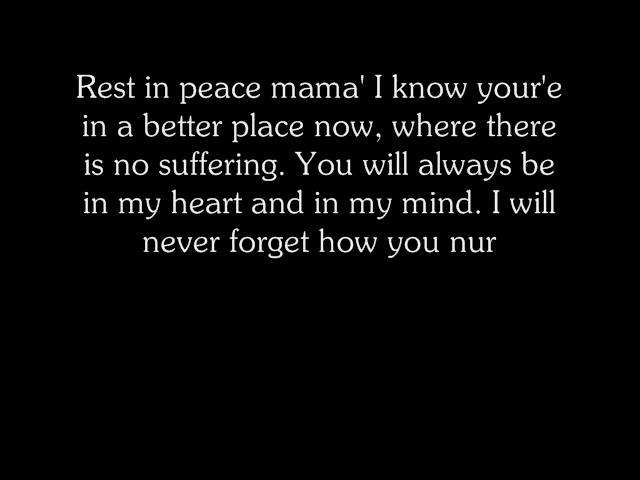 Rest in peace mama' I know your'e
in a better place now, where there
is no suffering. You will always be
in my heart and in my mind. I will
never forget how you nur